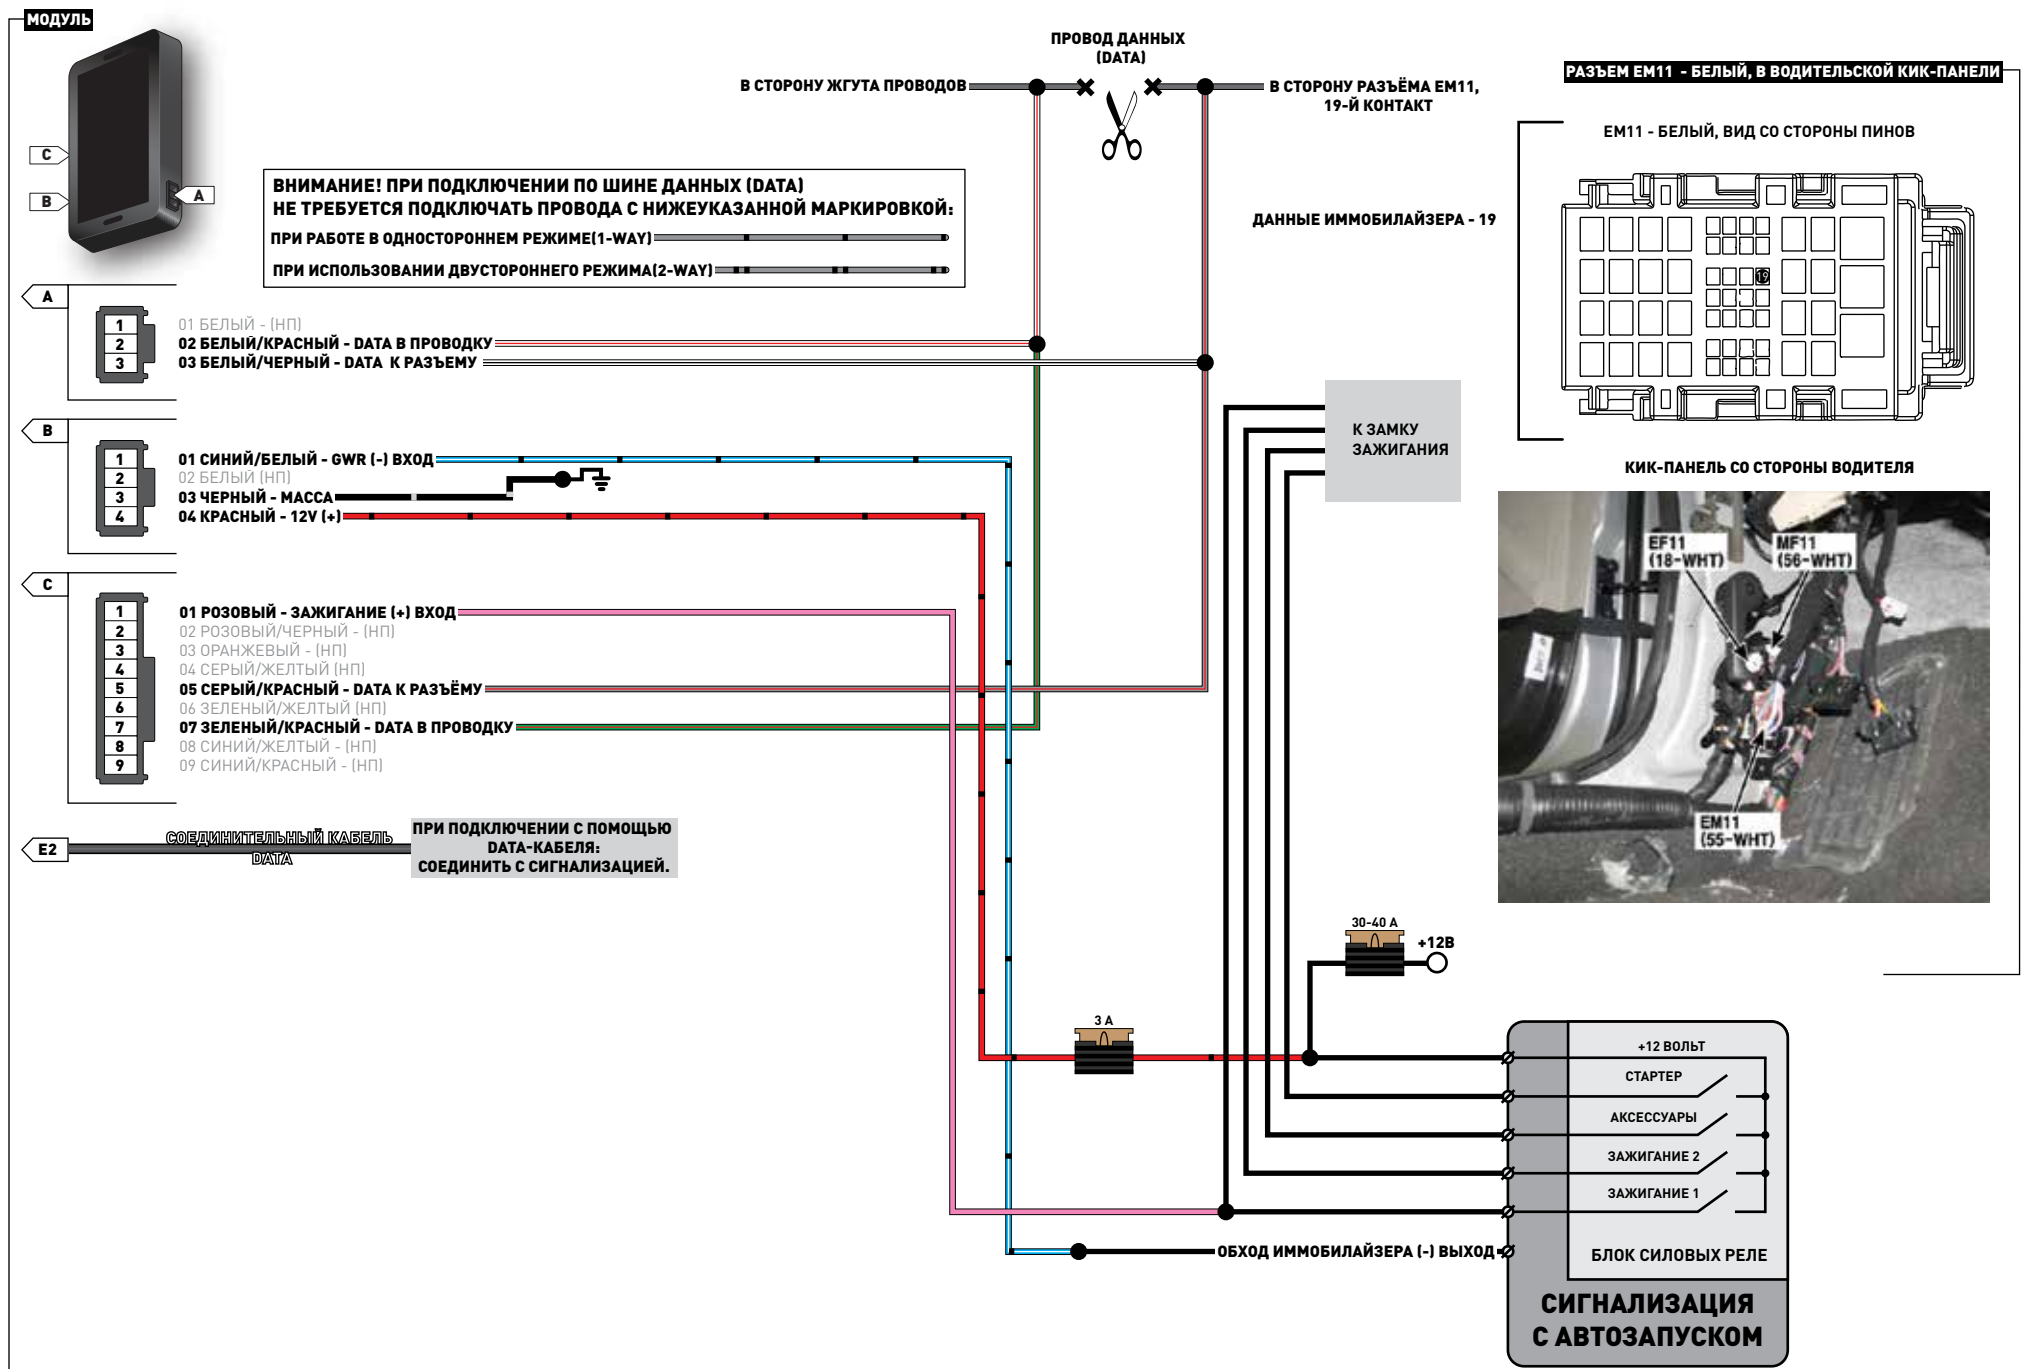 МОДУЛЬ
C
B
A
ПРОВОД ДАННЫХ
(DATA)
В СТОРОНУ ЖГУТА ПРОВОДОВ
В СТОРОНУ РАЗЪЁМА EM11,
19-Й КОНТАКТ
РАЗЪЕМ EM11 - БЕЛЫЙ, В ВОДИТЕЛЬСКОЙ КИК-ПАНЕЛИ
EM11 - БЕЛЫЙ, ВИД СО СТОРОНЫ ПИНОВ
ДАННЫЕ ИММОБИЛАЙЗЕРА - 19
19
ВНИМАНИЕ! ПРИ ПОДКЛЮЧЕНИИ ПО ШИНЕ ДАННЫХ (DATA)
НЕ ТРЕБУЕТСЯ ПОДКЛЮЧАТЬ ПРОВОДА С НИЖЕУКАЗАННОЙ МАРКИРОВКОЙ:
ПРИ РАБОТЕ В ОДНОСТОРОННЕМ РЕЖИМЕ(1-WAY)
ПРИ ИСПОЛЬЗОВАНИИ ДВУСТОРОННЕГО РЕЖИМА(2-WAY)
A
1 01 БЕЛЫЙ - (НП)
2 02 БЕЛЫЙ/КРАСНЫЙ - DATA В ПРОВОДКУ
3 03 БЕЛЫЙ/ЧЕРНЫЙ - DATA К РАЗЪЕМУ
B
1 01 СИНИЙ/БЕЛЫЙ - GWR (-) ВХОД
2 02 БЕЛЫЙ (НП)
3 03 ЧЕРНЫЙ - МАССА
4 04 КРАСНЫЙ - 12V (+)
К ЗАМКУ
ЗАЖИГАНИЯ
КИК-ПАНЕЛЬ СО СТОРОНЫ ВОДИТЕЛЯ
EF11
(18-WHT)
MF11
(56-WHT)
EM11
(55-WHT)
C
1 01 РОЗОВЫЙ - ЗАЖИГАНИЕ (+) ВХОД
2 02 РОЗОВЫЙ/ЧЕРНЫЙ - (НП)
3 03 ОРАНЖЕВЫЙ - (НП)
4 04 СЕРЫЙ/ЖЕЛТЫЙ (НП)
5 05 СЕРЫЙ/КРАСНЫЙ - DATA К РАЗЪЁМУ
6 06 ЗЕЛЕНЫЙ/ЖЕЛТЫЙ (НП)
7 07 ЗЕЛЕНЫЙ/КРАСНЫЙ - DATA В ПРОВОДКУ
8 08 СИНИЙ/ЖЕЛТЫЙ - (НП)
9 09 СИНИЙ/КРАСНЫЙ - (НП)
E2
СОЕДИНИТЕЛЬНЫЙ КАБЕЛЬ
DATA
ПРИ ПОДКЛЮЧЕНИИ С ПОМОЩЬЮ
DATA-КАБЕЛЯ:
СОЕДИНИТЬ С СИГНАЛИЗАЦИЕЙ.
30-40 А
+12В
3 А
+12 ВОЛЬТ
СТАРТЕР
АКСЕССУАРЫ
ЗАЖИГАНИЕ 2
ЗАЖИГАНИЕ 1
ОБХОД ИММОБИЛАЙЗЕРА (-) ВЫХОД
БЛОК СИЛОВЫХ РЕЛЕ
СИГНАЛИЗАЦИЯ
С АВТОЗАПУСКОМ